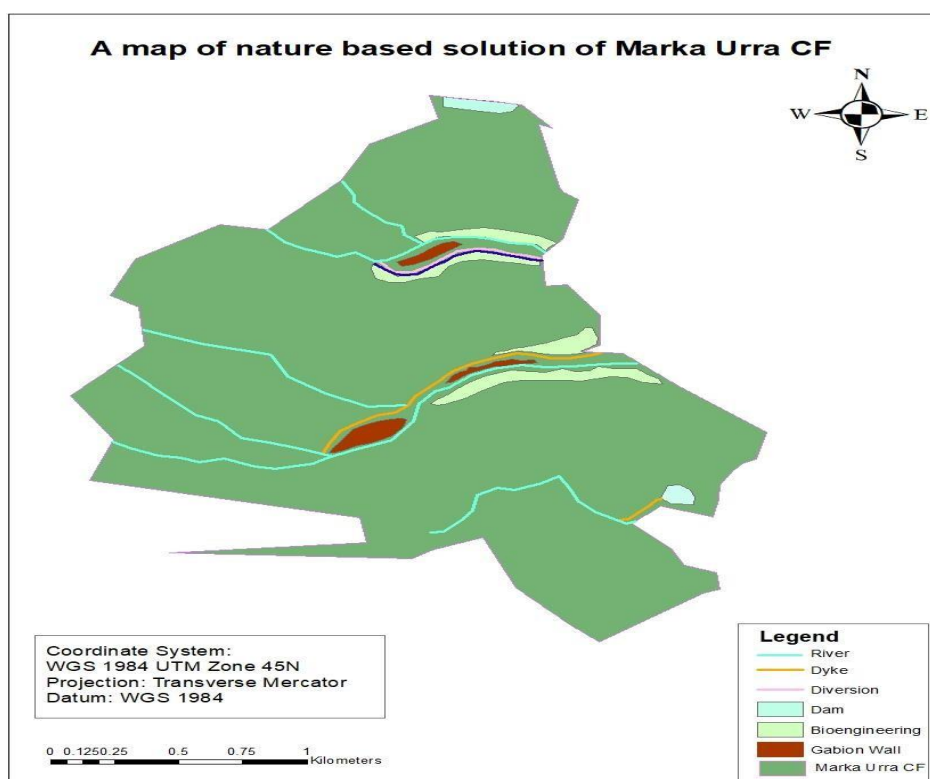 A map of nature based solution of Marka Urra CF
N
W E
S
Coordinate System:
WGS 1984 UTM Zone 45N
Projection: Transverse Mercator
Datum: WGS 1984
0 0.1250.25 0.5 0.75 1
Kilometers
Legend
River
Dyke
Diversion
Dam
Bioengineering
Gabion Wall
Marka Urra CF